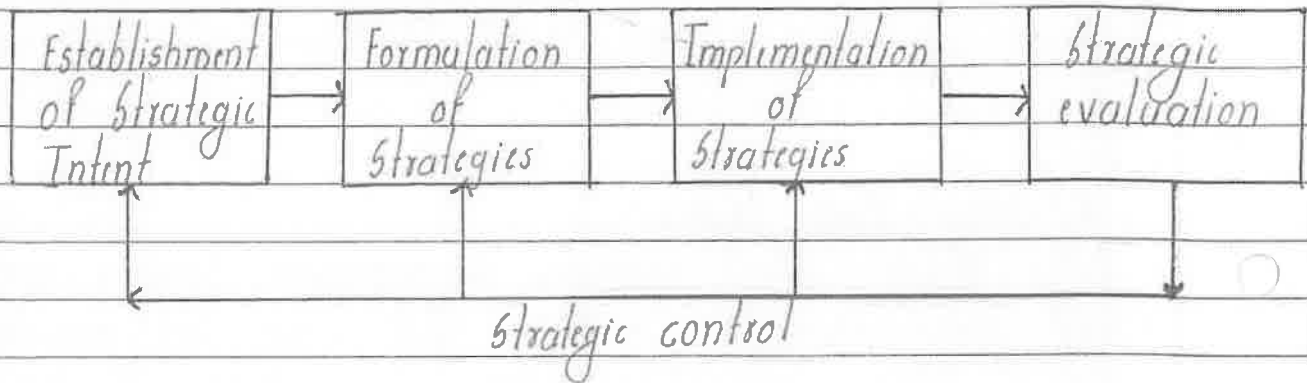 Establishment
of Strategic
Intent
Formulation
of
Strategies
Implementation
of
Strategies
Strategic
evaluation
Strategic control